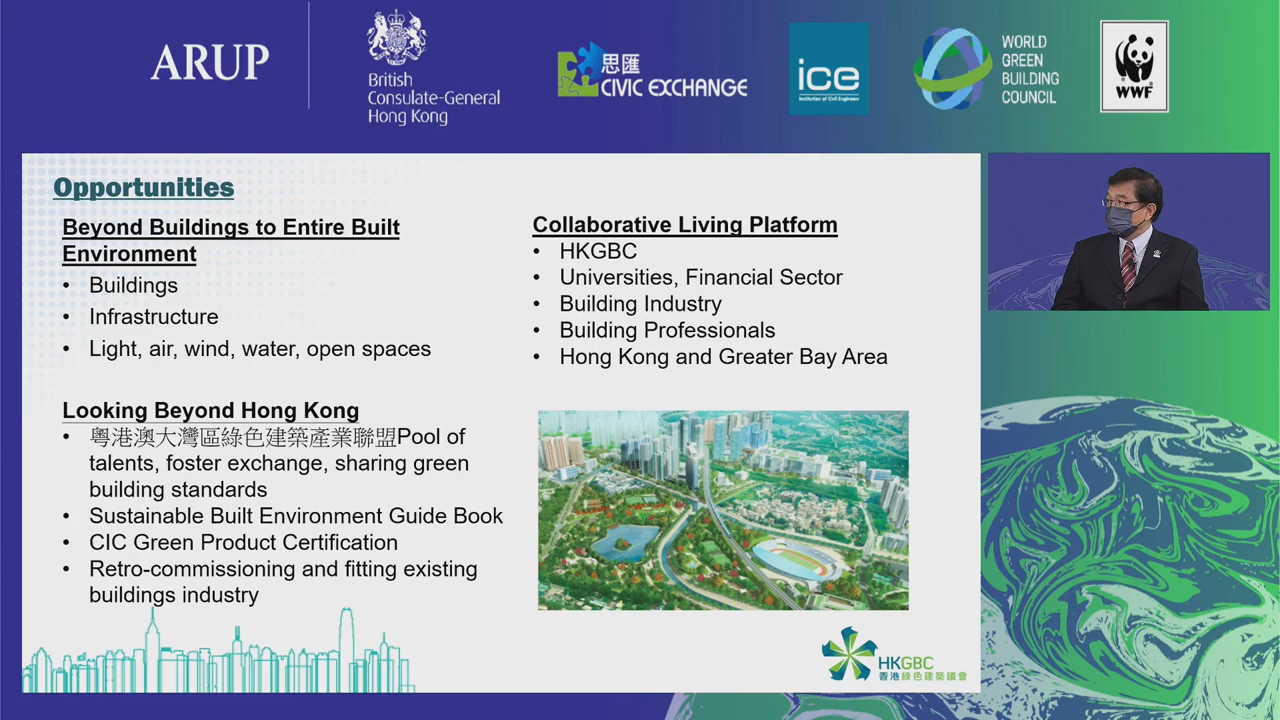 ARUP
British
Consulate-General
Hong Kong
思匯
CIVIC EXCHANGE
ice
Institution of Civil Engineers
WORLD
GREEN
BUILDING
COUNCIL
WWF
Opportunities
Beyond Buildings to Entire Built
Environment
• Buildings
• Infrastructure
• Light, air, wind, water, open spaces
Looking Beyond Hong Kong
• 粵港澳大灣區綠色建築產業聯盟Pool of
talents, foster exchange, sharing green
building standards
• Sustainable Built Environment Guide Book
• CIC Green Product Certification
• Retro-commissioning and fitting existing
buildings industry
Collaborative Living Platform
• HKGBC
• Universities, Financial Sector
• Building Industry
• Building Professionals
• Hong Kong and Greater Bay Area
HKGBC
香港綠色建築議會